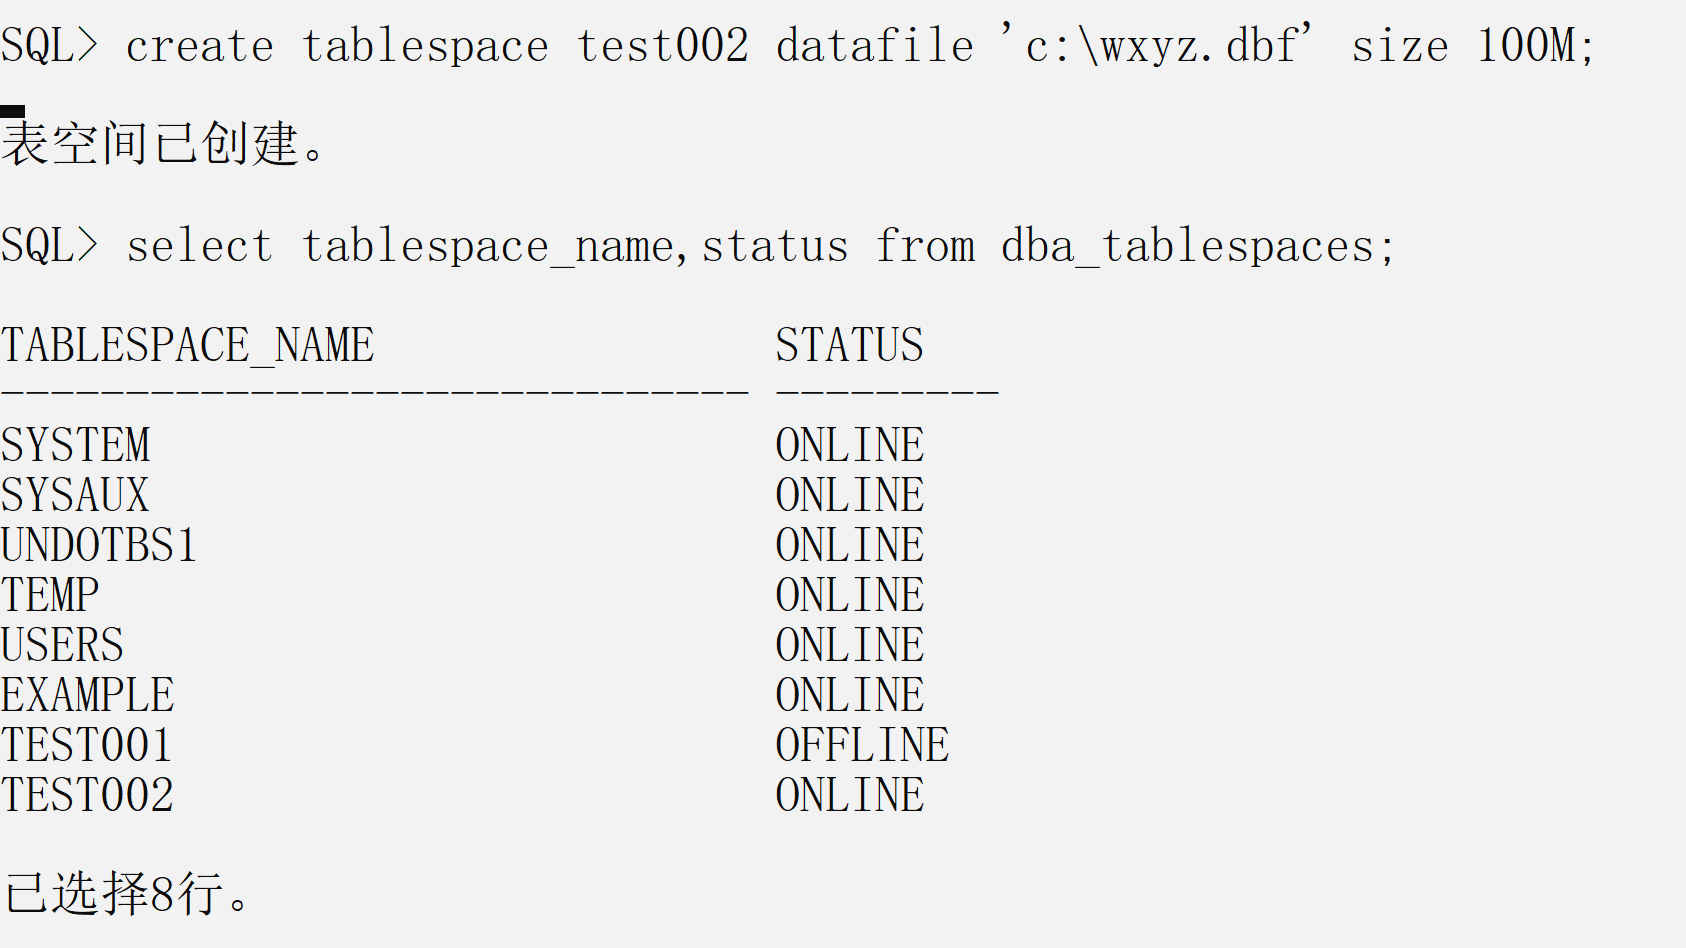 SQL> create tablespace test002 datafile 'c:\wxyz.dbf' size 100M;
表空间已创建。
SQL> select tablespace_name,status from dba_tablespaces;
TABLESPACE_NAME                STATUS
------------------------------ ---------
SYSTEM                         ONLINE
SYSAUX                         ONLINE
UNDOTBS1                       ONLINE
TEMP                           ONLINE
USERS                          ONLINE
EXAMPLE                        ONLINE
TEST001                        OFFLINE
TEST002                        ONLINE
已选择8行。